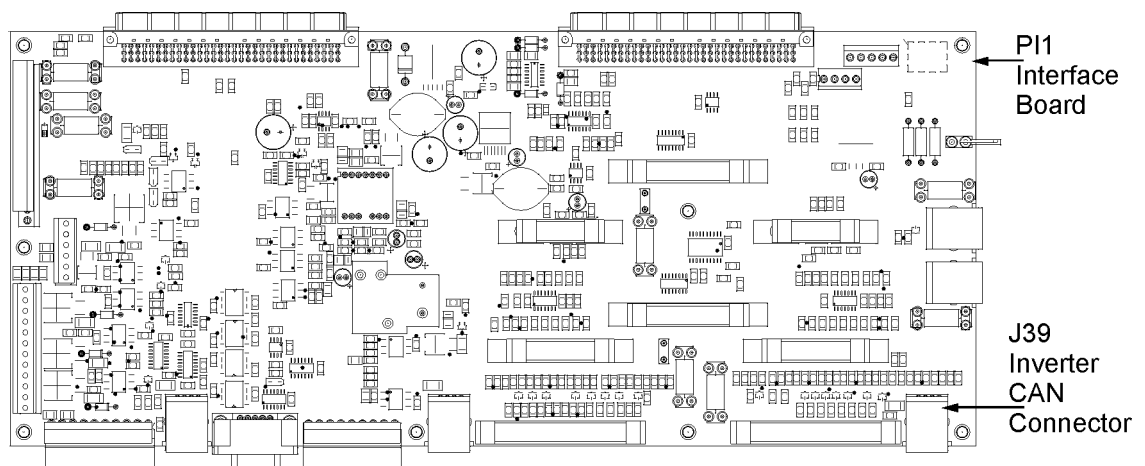 PI1
Interface
Board
J39
Inverter
CAN
Connector